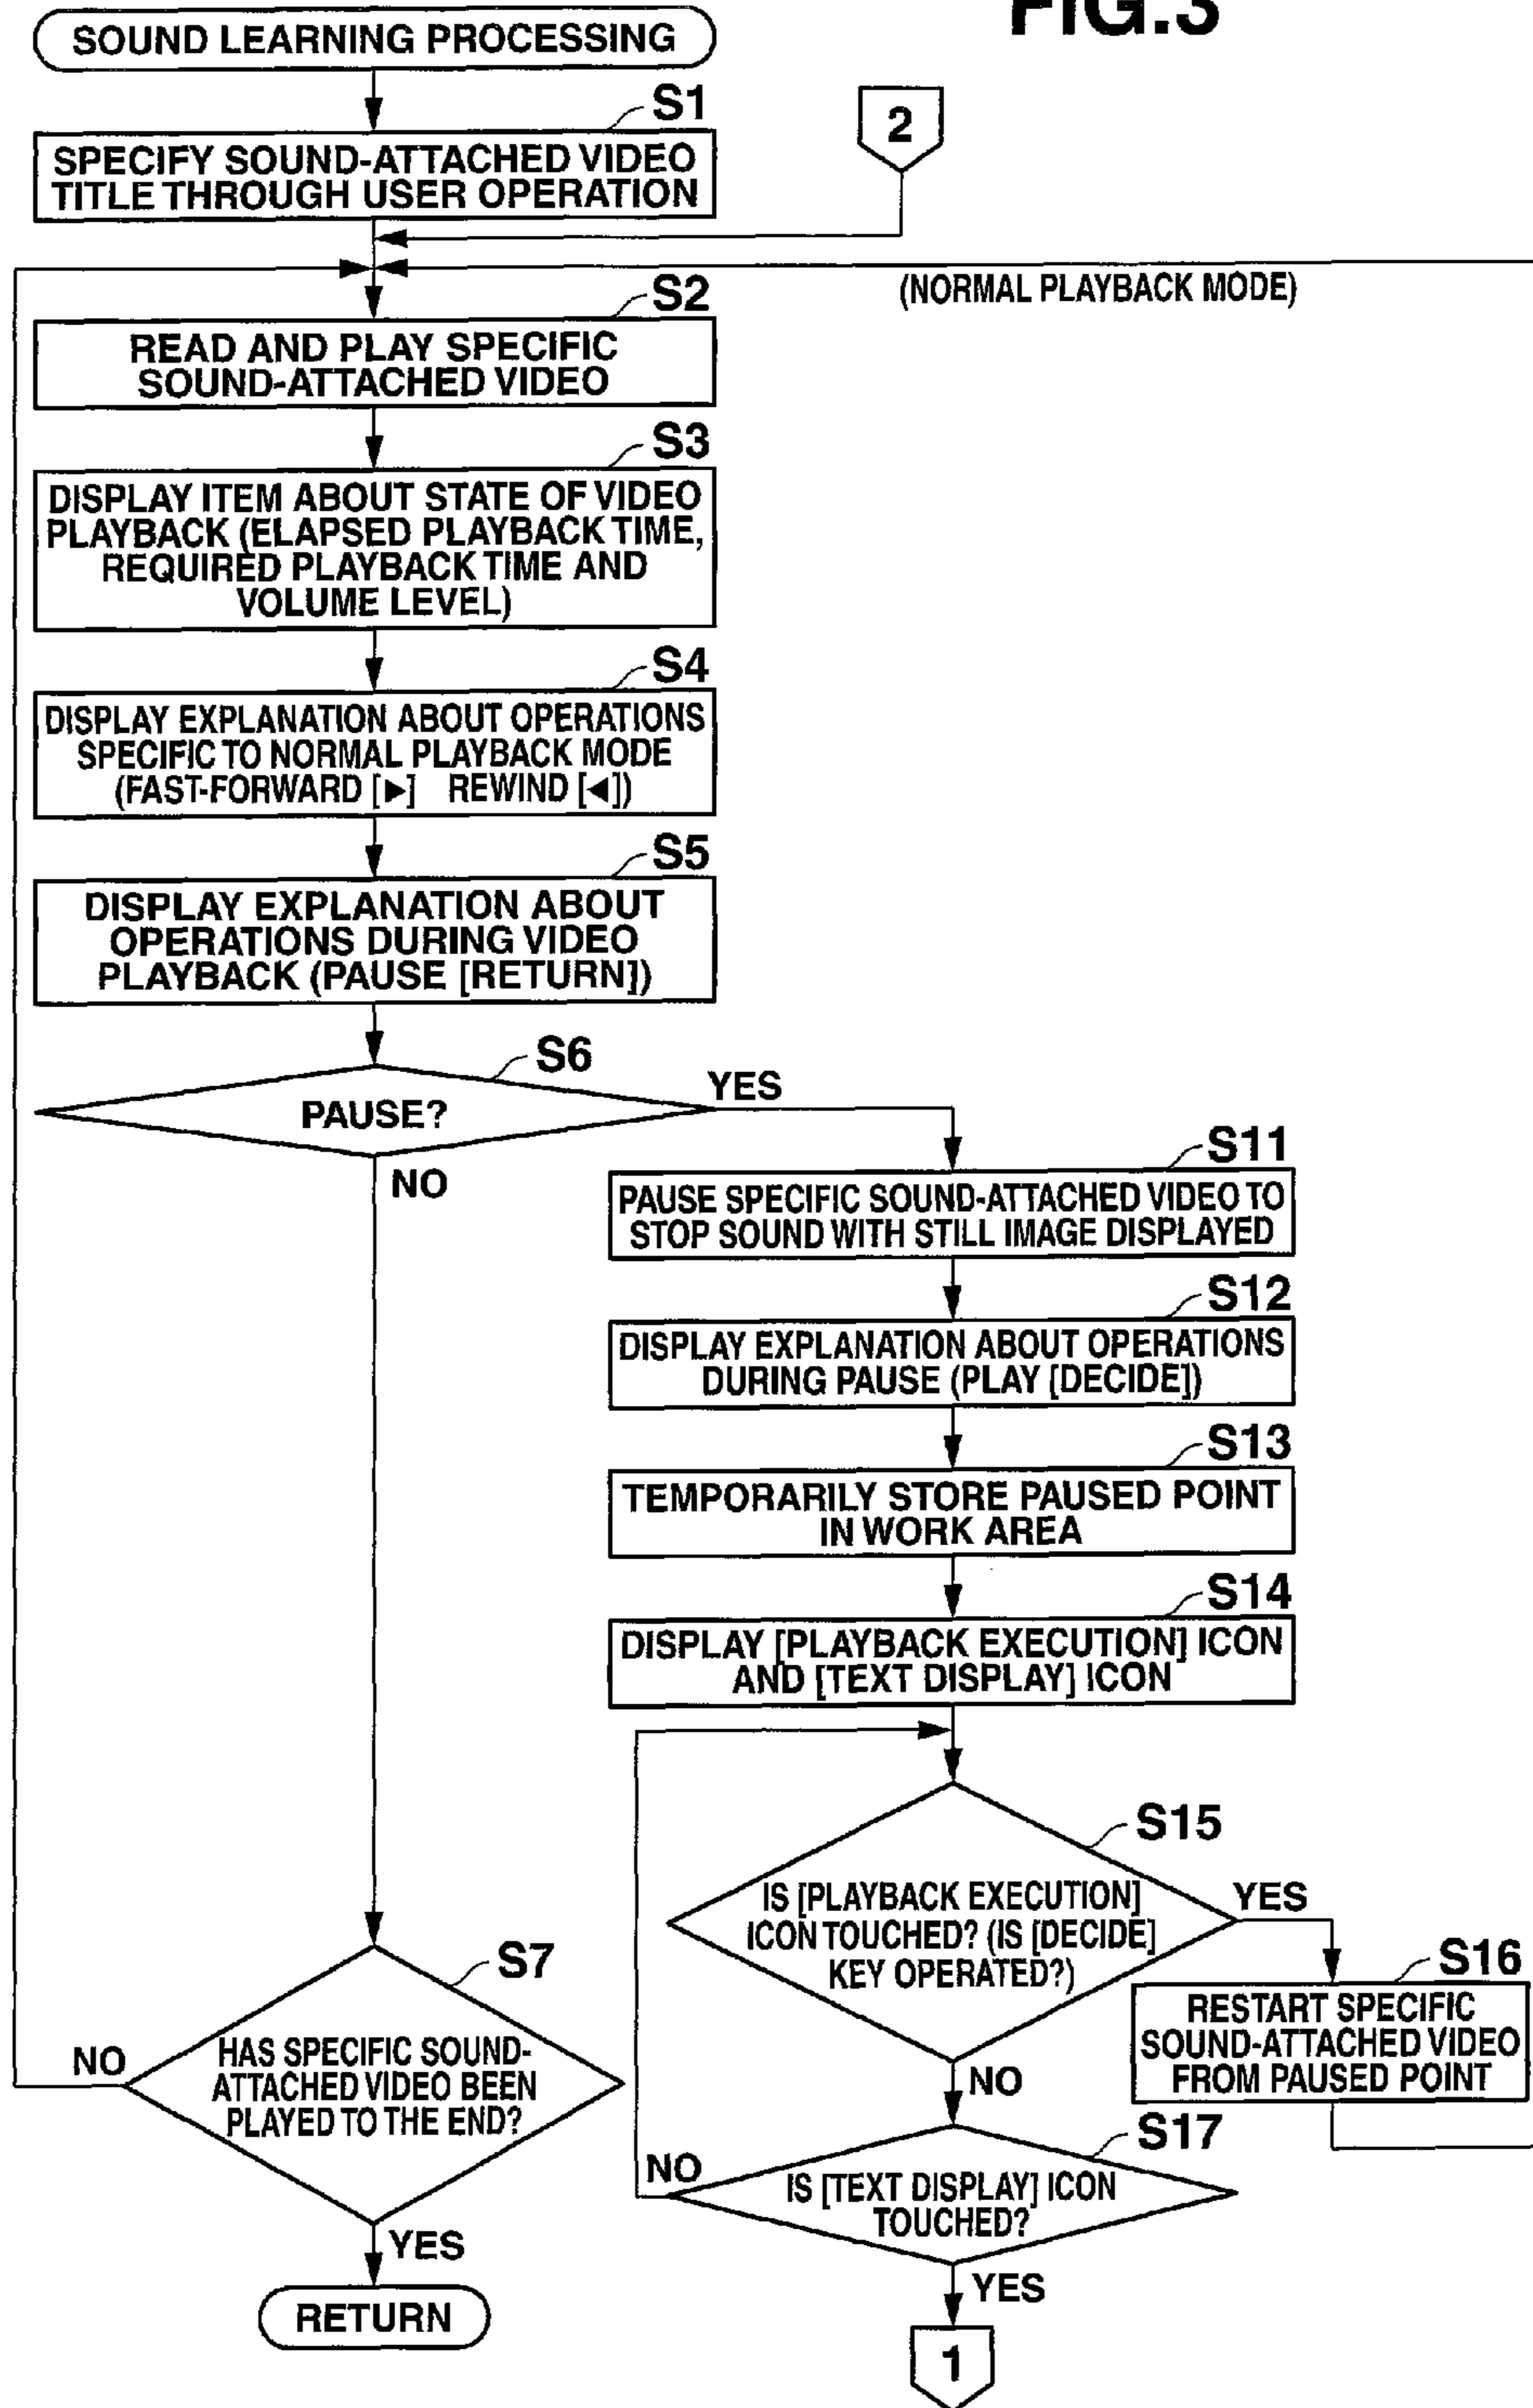 FIG.3
SOUND LEARNING PROCESSING
S1
SPECIFY SOUND-ATTACHED VIDEO
TITLE THROUGH USER OPERATION
2
(NORMAL PLAYBACK MODE)
S2
READ AND PLAY SPECIFIC
SOUND-ATTACHED VIDEO
S3
DISPLAY ITEM ABOUT STATE OF VIDEO
PLAYBACK (ELAPSED PLAYBACK TIME,
REQUIRED PLAYBACK TIME AND
VOLUME LEVEL)
S4
DISPLAY EXPLANATION ABOUT OPERATIONS
SPECIFIC TO NORMAL PLAYBACK MODE
(FAST-FORWARD [▶] REWIND [◀])
S5
DISPLAY EXPLANATION ABOUT
OPERATIONS DURING VIDEO
PLAYBACK (PAUSE [RETURN])
S6
PAUSE?
YES
NO
S11
PAUSE SPECIFIC SOUND-ATTACHED VIDEO TO
STOP SOUND WITH STILL IMAGE DISPLAYED
S12
DISPLAY EXPLANATION ABOUT OPERATIONS
DURING PAUSE (PLAY [DECIDE])
S13
TEMPORARILY STORE PAUSED POINT
IN WORK AREA
S14
DISPLAY [PLAYBACK EXECUTION] ICON
AND [TEXT DISPLAY] ICON
S15
IS [PLAYBACK EXECUTION]
ICON TOUCHED? (IS [DECIDE]
KEY OPERATED?)
YES
NO
S16
RESTART SPECIFIC
SOUND-ATTACHED VIDEO
FROM PAUSED POINT
S7
HAS SPECIFIC SOUND-
ATTACHED VIDEO BEEN
PLAYED TO THE END?
NO
YES
RETURN
S17
IS [TEXT DISPLAY] ICON
TOUCHED?
NO
YES
1